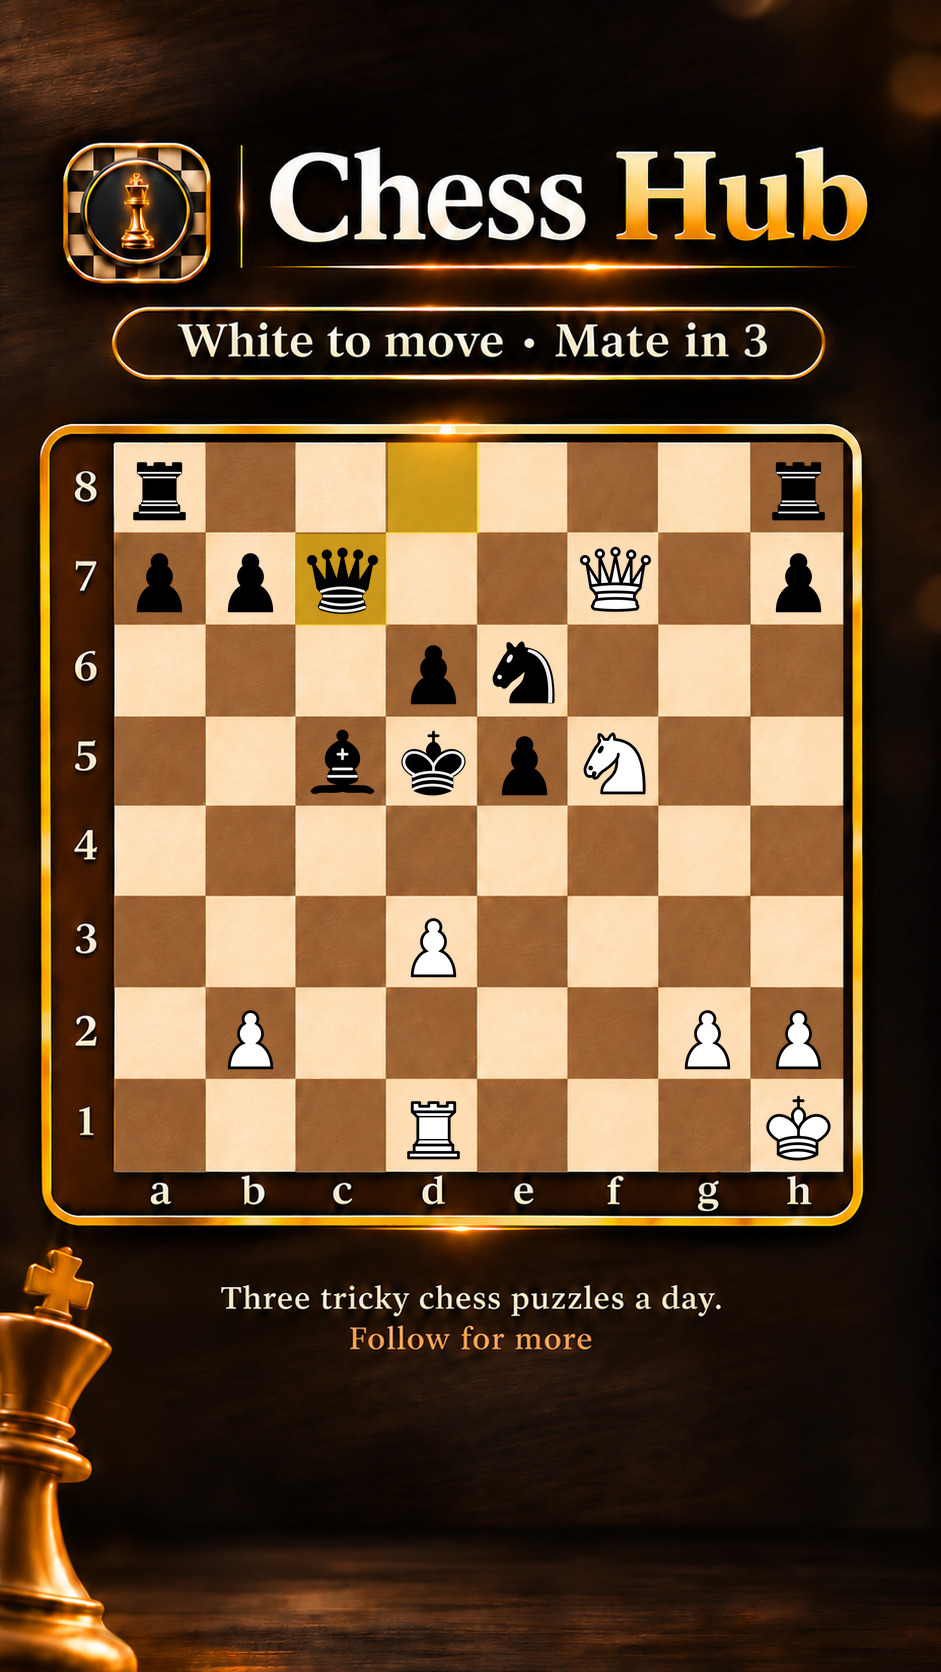 Chess Hub
White to move • Mate in 3
8
7
6
5
4
3
2
1
a b c d e f g h
Three tricky chess puzzles a day.
Follow for more